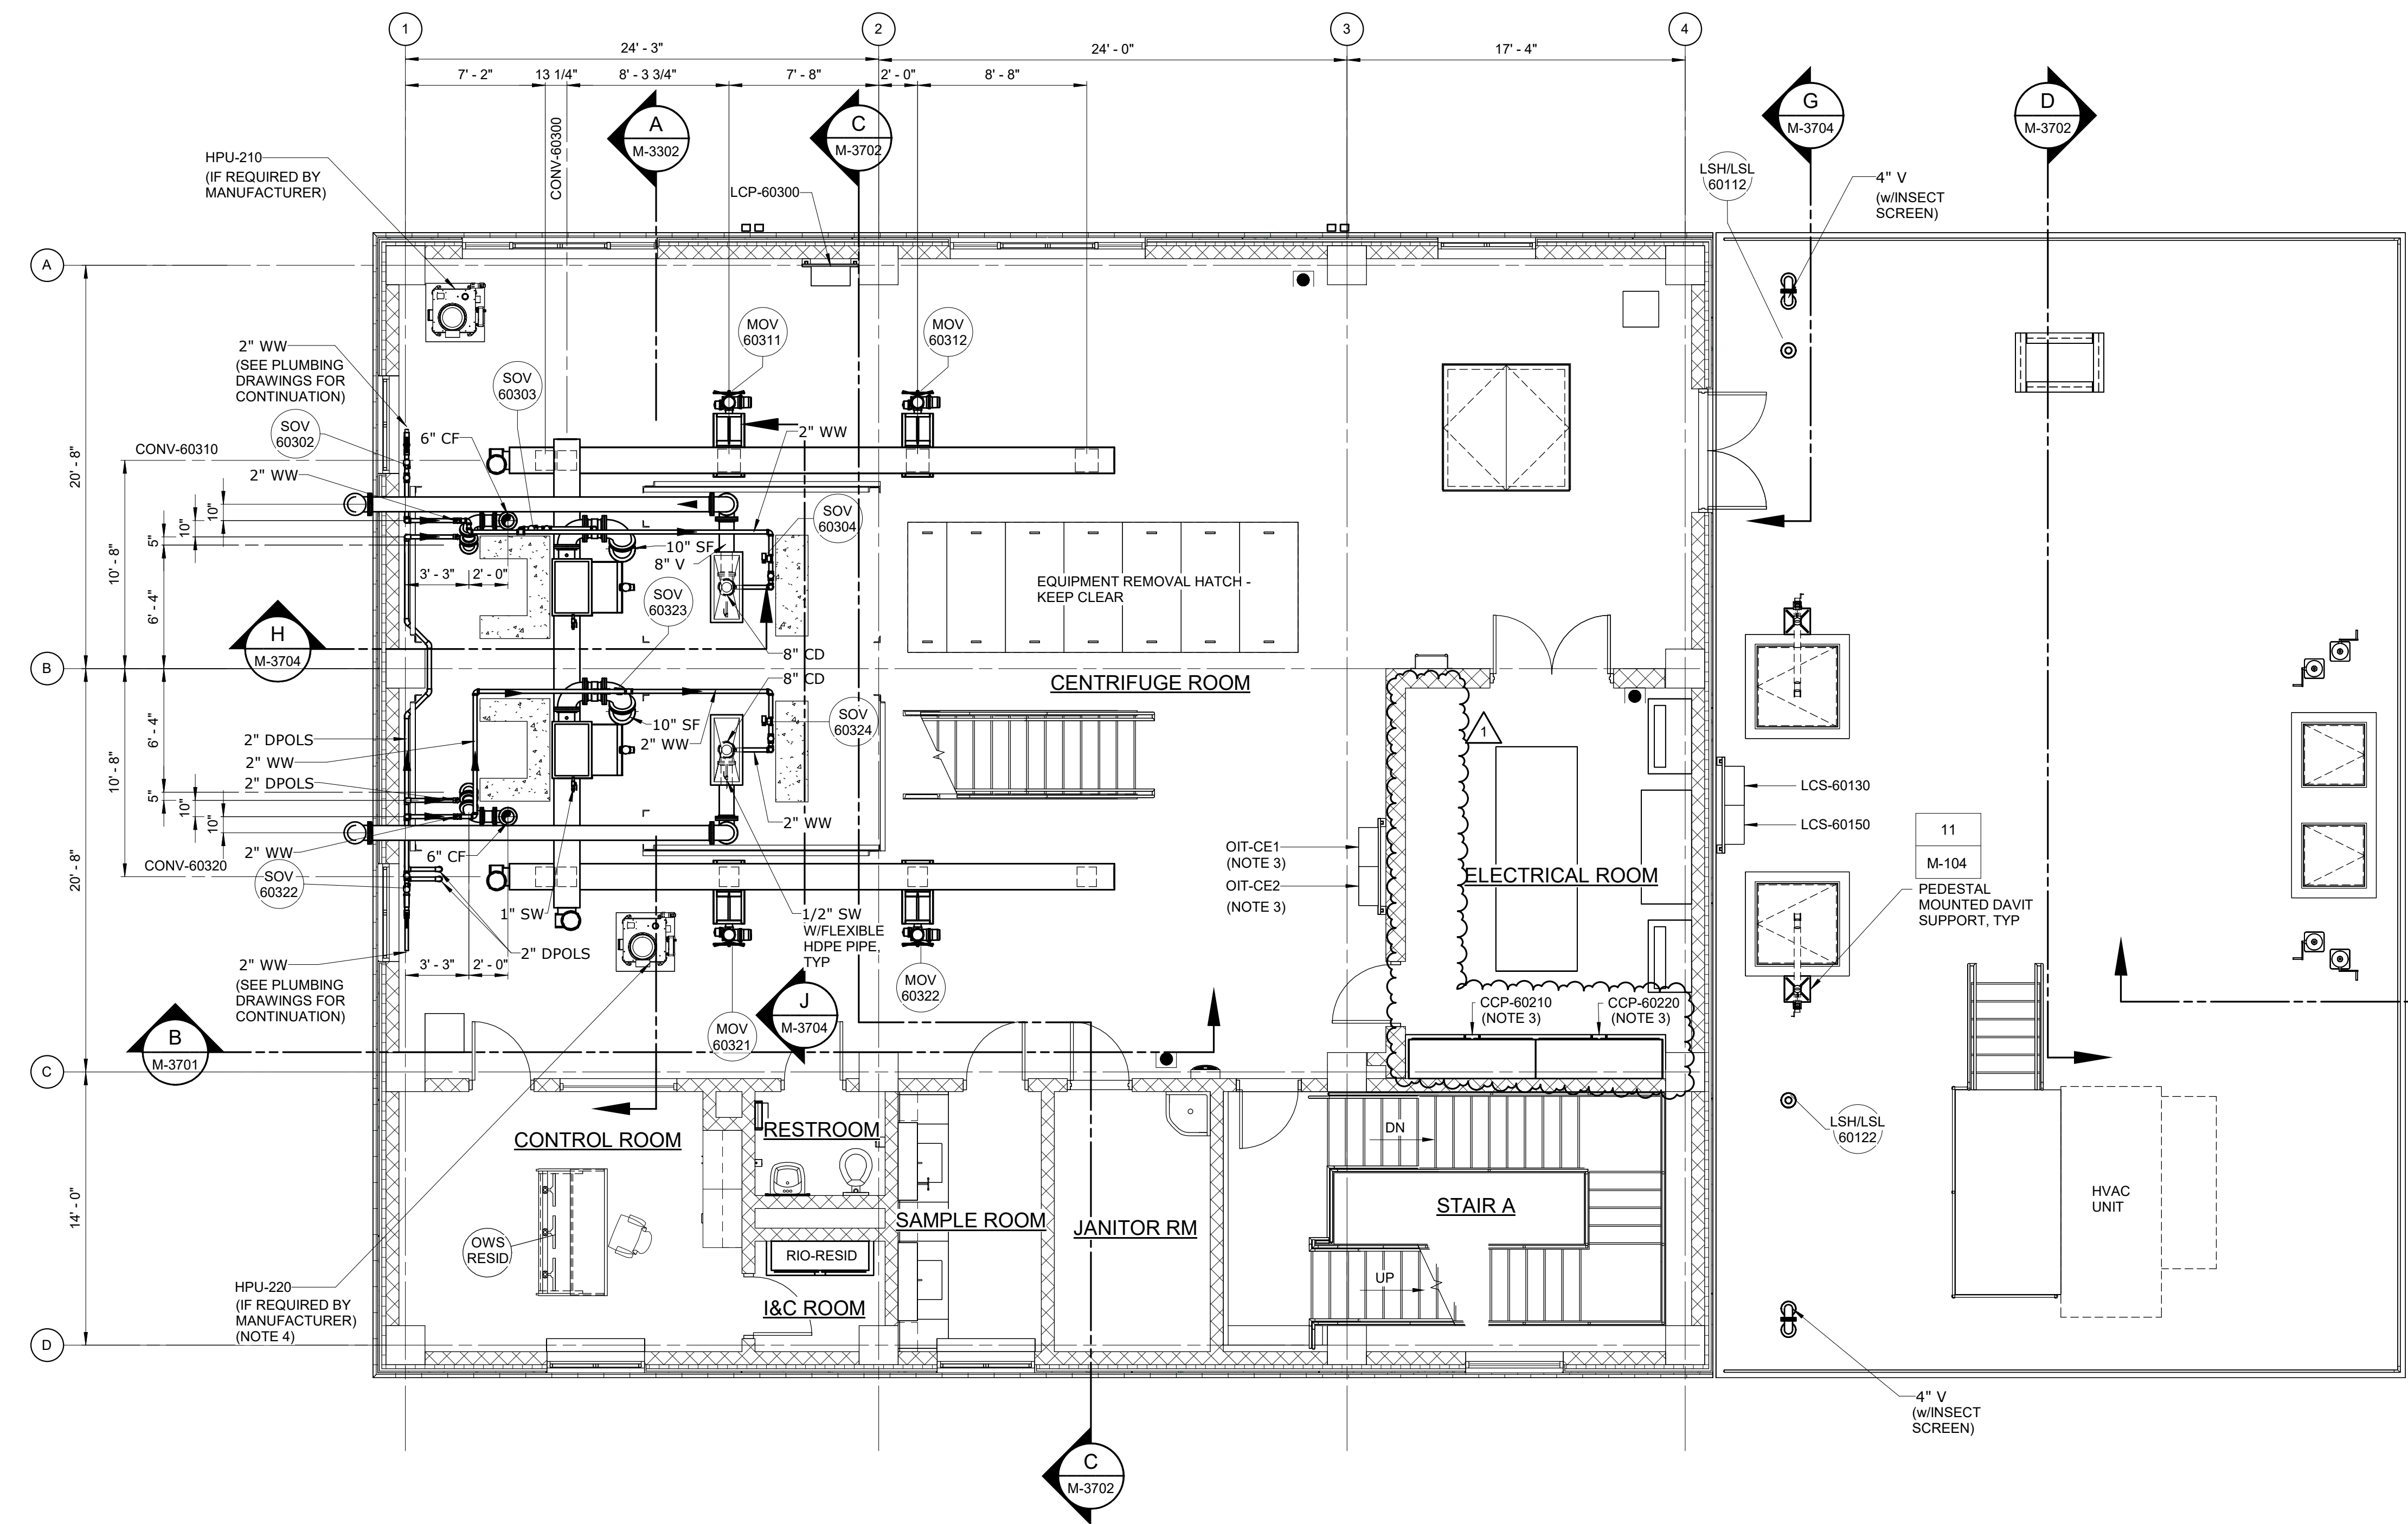 1
2
3
4
24' - 3"
24' - 0"
17' - 4"
7' - 2"
13 1/4"
8' - 3 3/4"
7' - 8"
2' - 0"
8' - 8"
CONV-60300
A
M-3302
C
M-3702
G
M-3704
D
M-3702
HPU-210
(IF REQUIRED BY
MANUFACTURER)
LCP-60300
LSH/LSL
60112
4" V
(w/INSECT
SCREEN)
A
MOV
60311
MOV
60312
2" WW
(SEE PLUMBING
DRAWINGS FOR
CONTINUATION)
SOV
60303
SOV
60302
6" CF
2" WW
CONV-60310
2" WW
20' - 8"
10"
10"
5"
10' - 8"
6' - 4"
SOV
60304
10" SF
8" V
3' - 3"
2' - 0"
SOV
60323
EQUIPMENT REMOVAL HATCH -
KEEP CLEAR
H
M-3704
8" CD
B
8" CD
CENTRIFUGE ROOM
10" SF
2" WW
SOV
60324
1
6' - 4"
10' - 8"
2" DPOLS
2" WW
2" DPOLS
5"
10"
10"
2" WW
2" WW
6" CF
CONV-60320
SOV
60322
20' - 8"
LCS-60130
LCS-60150
11
M-104
PEDESTAL
MOUNTED DAVIT
SUPPORT, TYP
OIT-CE1
(NOTE 3)
OIT-CE2
(NOTE 3)
ELECTRICAL ROOM
1" SW
1/2" SW
W/FLEXIBLE
HDPE PIPE,
TYP
2" DPOLS
2" WW
(SEE PLUMBING
DRAWINGS FOR
CONTINUATION)
3' - 3"
2' - 0"
MOV
60322
J
M-3704
CCP-60210
(NOTE 3)
CCP-60220
(NOTE 3)
MOV
60321
B
M-3701
C
LSH/LSL
60122
CONTROL ROOM
RESTROOM
DN
14' - 0"
STAIR A
HVAC
UNIT
SAMPLE ROOM
JANITOR RM
OWS
RESID
RIO-RESID
UP
HPU-220
(IF REQUIRED BY
MANUFACTURER)
(NOTE 4)
I&C ROOM
D
4" V
(w/INSECT
SCREEN)
C
M-3702